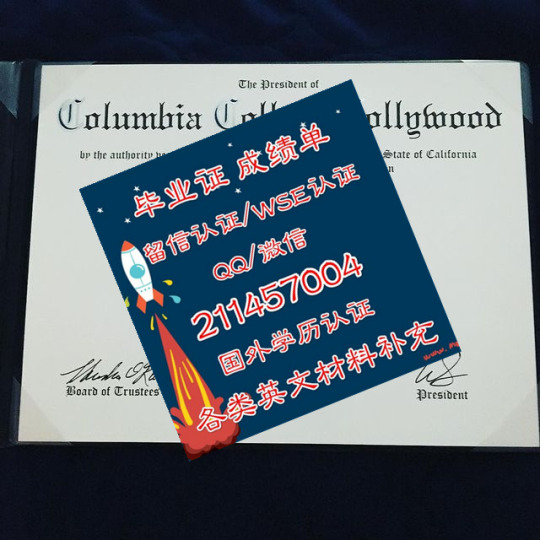 The President of
Columbia Coll ollywood
by the authority State of California
毕业证 成绩单
留信认证/WSE认证
QQ/微信
211457004
国外学历认证
各类英文材料补充
Board of Trustees
President